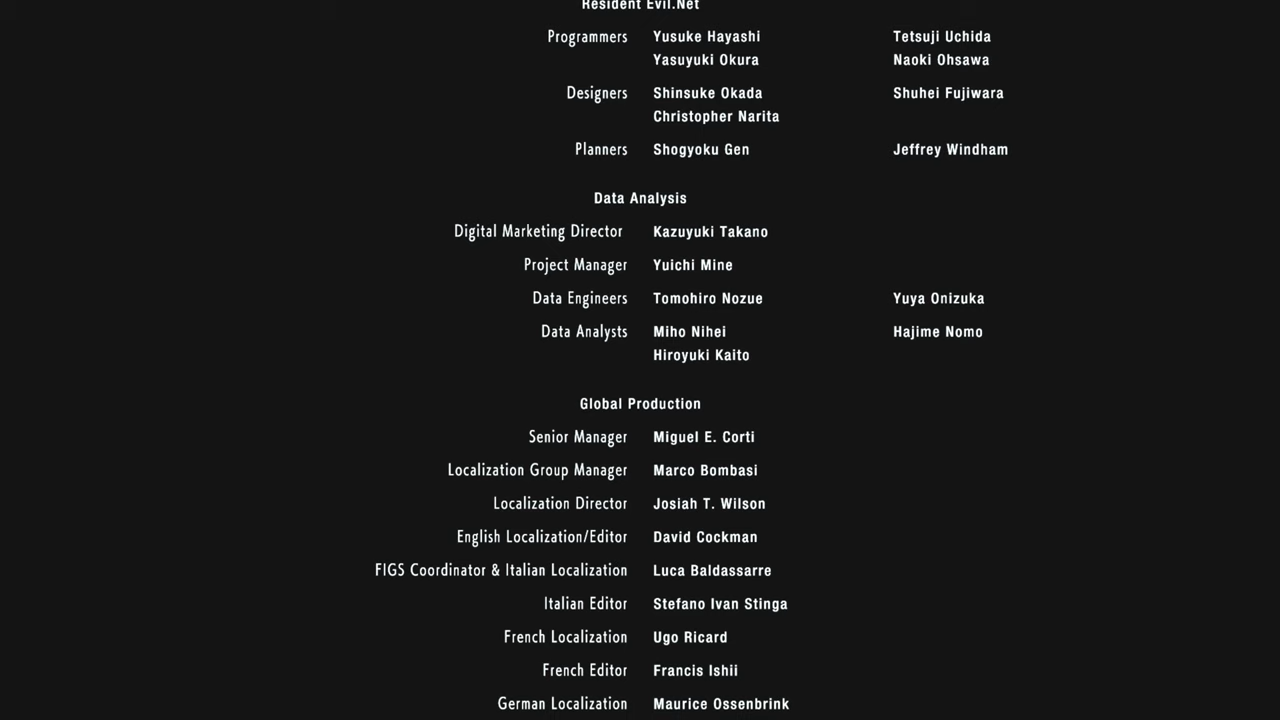 Resident Evil.Net
Programmers Yusuke Hayashi Tetsuji Uchida
Yasuyuki Okura Naoki Ohsawa
Designers Shinsuke Okada Shuhei Fujiwara
Christopher Narita
Planners Shogyoku Gen Jeffrey Windham
Data Analysis
Digital Marketing Director Kazuyuki Takano
Project Manager Yuichi Mine
Data Engineers Tomohiro Nozue Yuya Onizuka
Data Analysts Miho Nihei Hajime Nomo
Hiroyuki Kaito
Global Production
Senior Manager Miguel E. Corti
Localization Group Manager Marco Bombasi
Localization Director Josiah T. Wilson
English Localization/Editor David Cockman
FIGS Coordinator & Italian Localization Luca Baldassarre
Italian Editor Stefano Ivan Stinga
French Localization Ugo Ricard
French Editor Francis Ishii
German Localization Maurice Ossenbrink